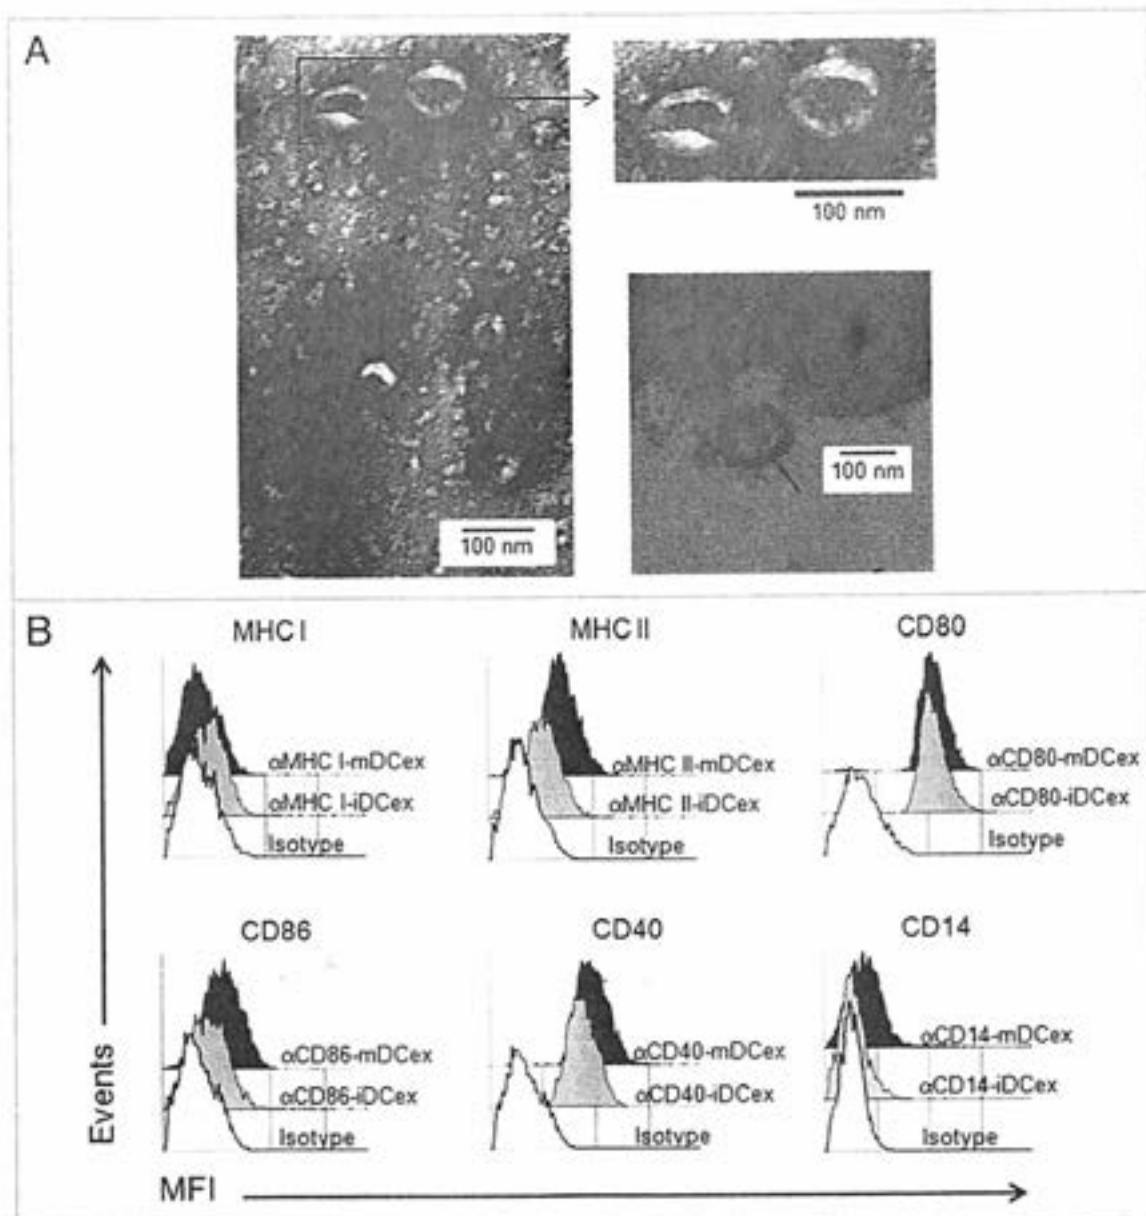 A
100 nm
100 nm
100 nm
B
MHC I
MHC II
CD80
αMHC I-mDCex
αMHC I-iDCex
Isotype
αMHC II-mDCex
αMHC II-iDCex
Isotype
αCD80-mDCex
αCD80-iDCex
Isotype
CD86
CD40
CD14
αCD86-mDCex
αCD86-iDCex
Isotype
αCD40-mDCex
αCD40-iDCex
Isotype
αCD14-mDCex
αCD14-iDCex
Isotype
Events
MFI